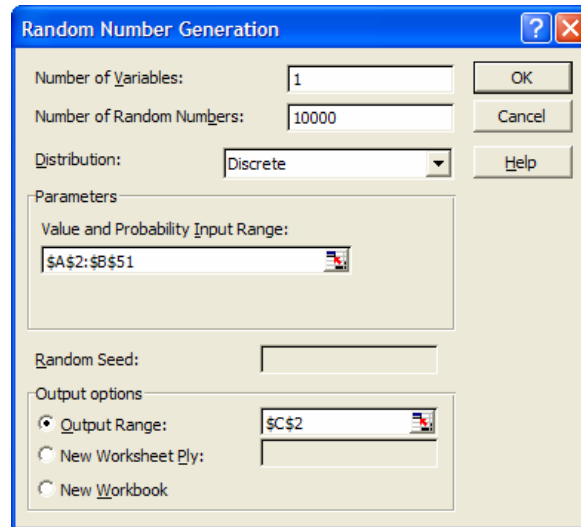 Random Number Generation
Number of Variables: 1 OK
Number of Random Numbers: 10000 Cancel
Distribution: Discrete Help
Parameters
Value and Probability Input Range:
$A$2:$B$51
Random Seed:
Output options
Output Range: $C$2
New Worksheet Ply:
New Workbook